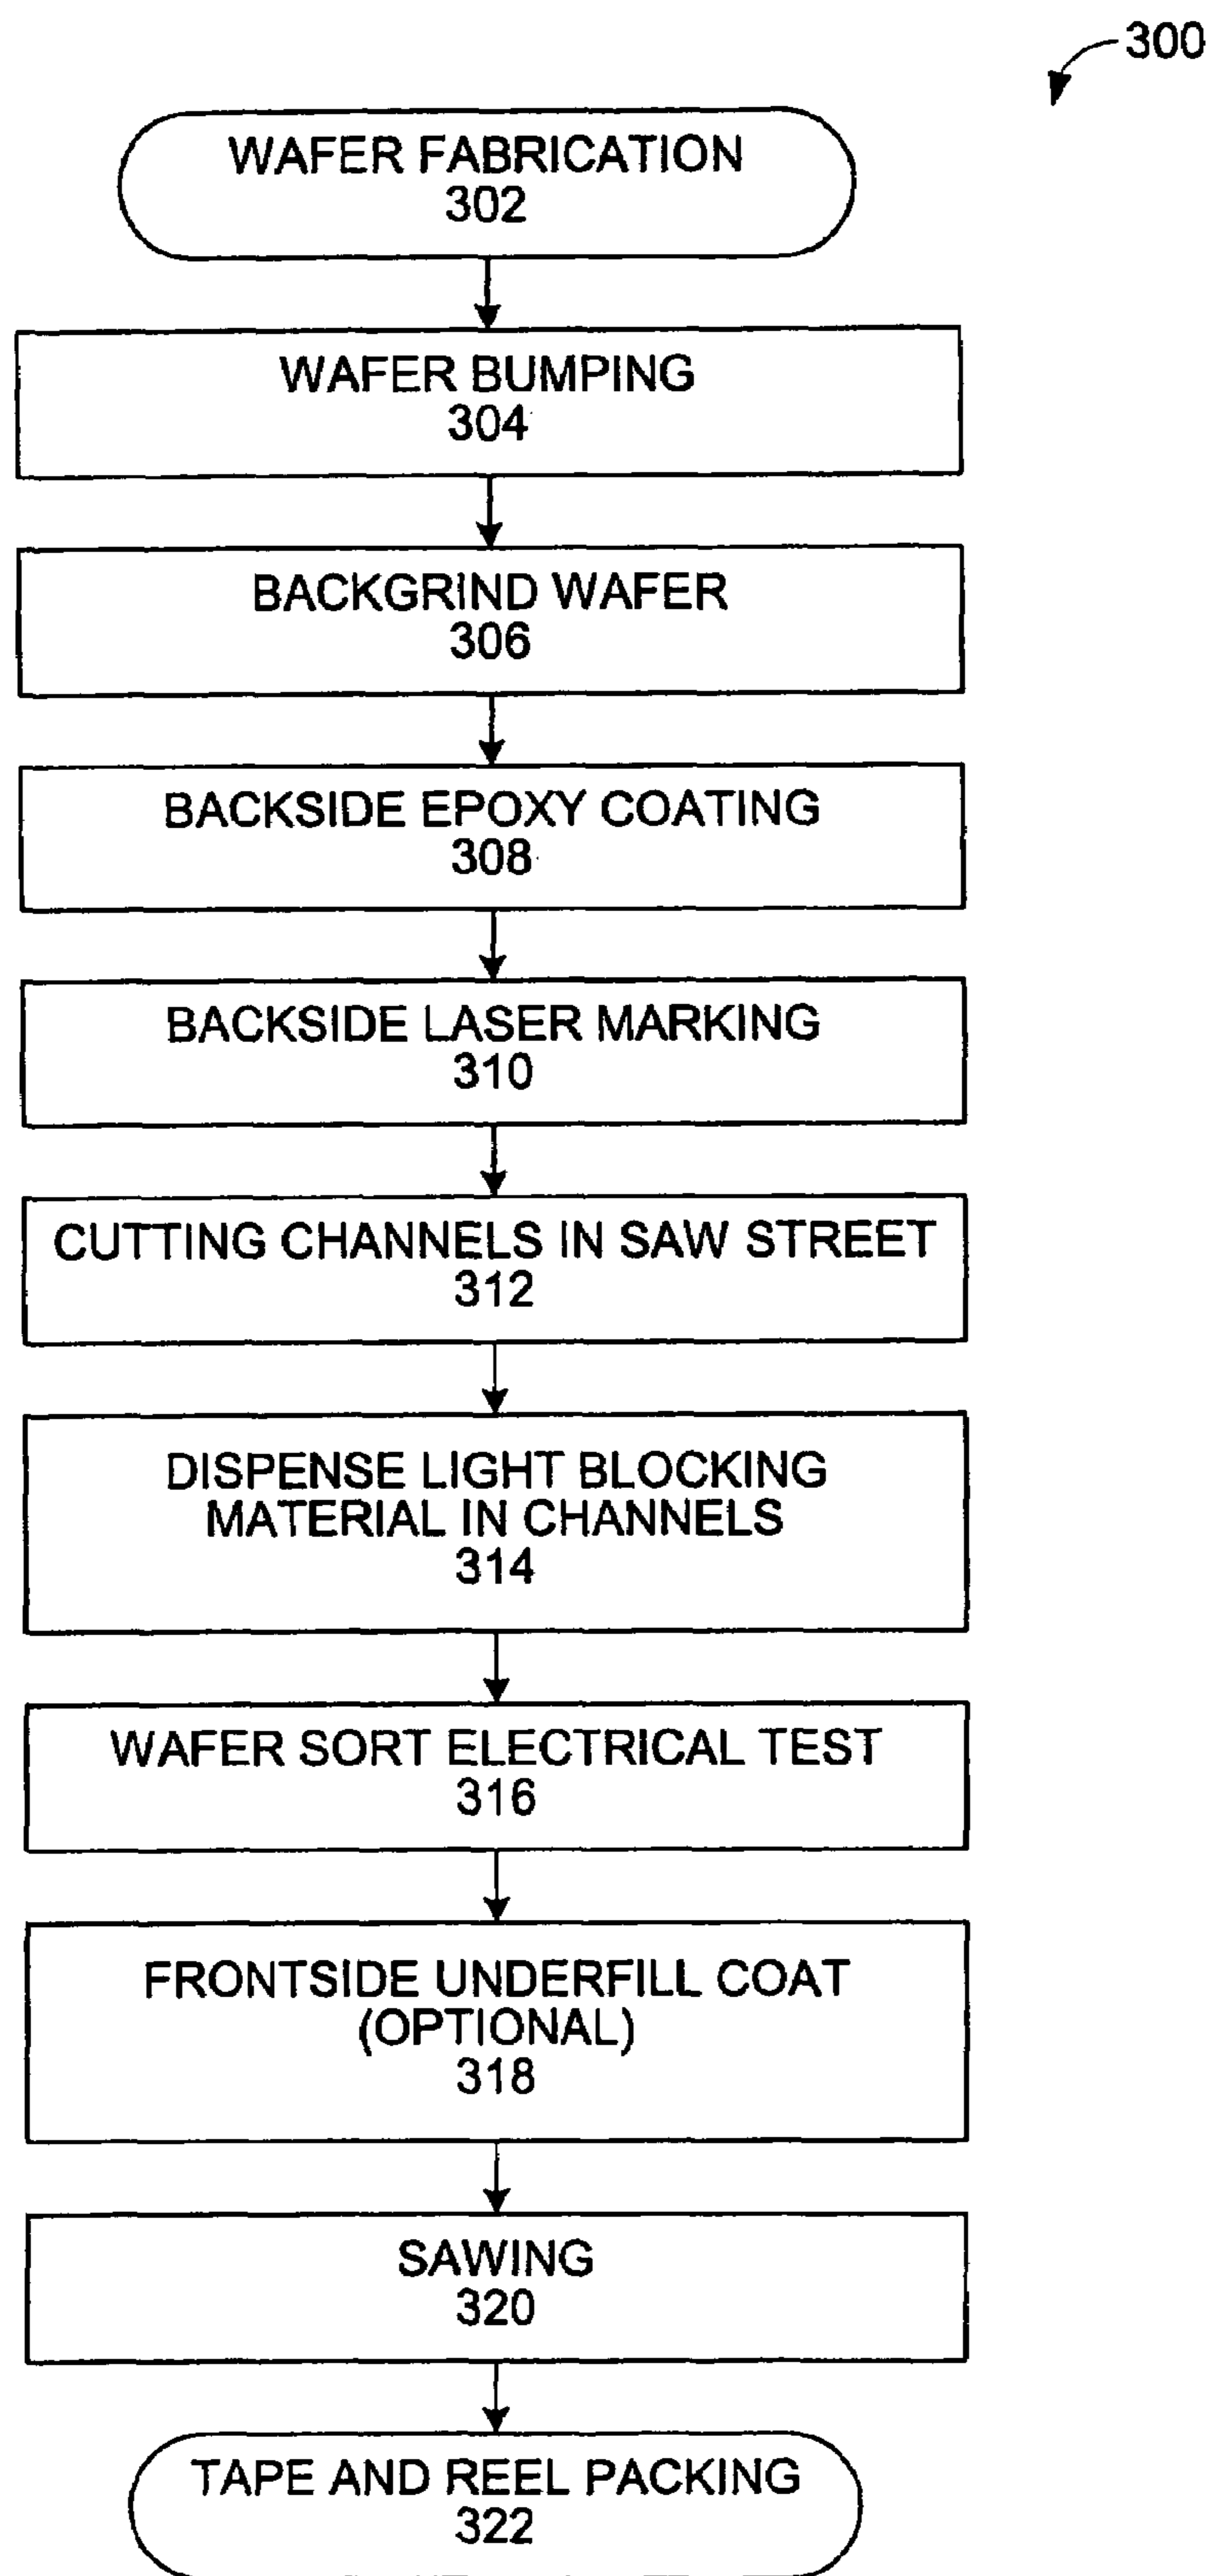 300
WAFER FABRICATION
302
WAFER BUMPING
304
BACKGRIND WAFER
306
BACKSIDE EPOXY COATING
308
BACKSIDE LASER MARKING
310
CUTTING CHANNELS IN SAW STREET
312
DISPENSE LIGHT BLOCKING
MATERIAL IN CHANNELS
314
WAFER SORT ELECTRICAL TEST
316
FRONTSIDE UNDERFILL COAT
(OPTIONAL)
318
SAWING
320
TAPE AND REEL PACKING
322